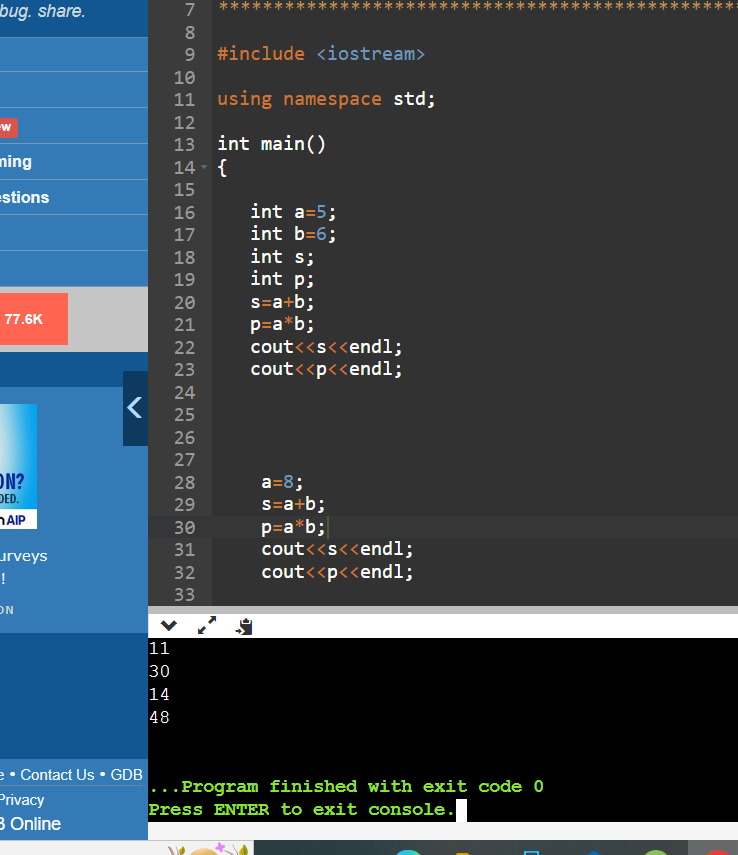 bug. share.
ew
ming
estions
77.6K
ON?
DED.
AIP
urveys
!
ON
e • Contact Us • GDB
Privacy
B Online
7 ************************************************
8
9 #include <iostream>
10
11 using namespace std;
12
13 int main()
14 {
15
16 int a=5;
17 int b=6;
18 int s;
19 int p;
20 s=a+b;
21 p=a*b;
22 cout<<s<<endl;
23 cout<<p<<endl;
24
25
26
27
28 a=8;
29 s=a+b;
30 p=a*b;
31 cout<<s<<endl;
32 cout<<p<<endl;
33
11
30
14
48
...Program finished with exit code 0
Press ENTER to exit console.